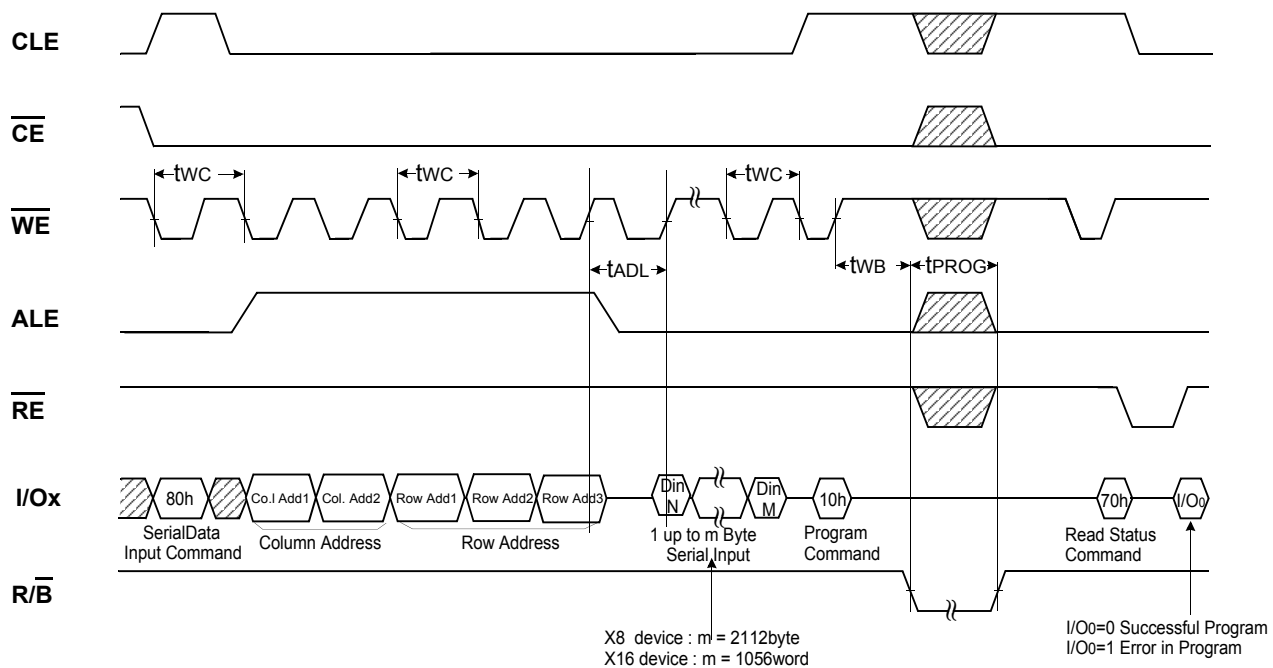 CLE
CE
tWC
tWC
tWC
WE
tADL
tWB
tPROG
ALE
RE
I/Ox
80h
Co.l Add1
Col. Add2
Row Add1
Row Add2
Row Add3
Din
N
Din
M
10h
70h
I/O0
SerialData
Input Command
Column Address
Row Address
1 up to m Byte
Serial Input
Program
Command
Read Status
Command
R/B
X8 device : m = 2112byte
X16 device : m = 1056word
I/O0=0 Successful Program
I/O0=1 Error in Program